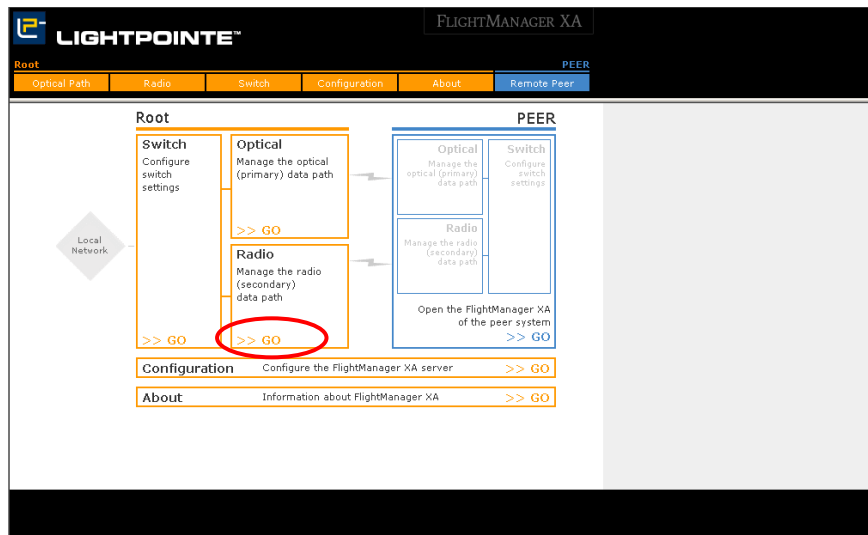 FLIGHTMANAGER XA
LIGHTPOINTE™
Root
PEER
Optical Path
Radio
Switch
Configuration
About
Remote Peer
Root
PEER
Switch
Configure
switch
settings
>> GO
Optical
Manage the optical
(primary) data path
>> GO
Radio
Manage the radio
(secondary)
data path
>> GO
Local
Network
Optical
Manage the
optical (primary)
data path
Switch
Configure
switch
settings
Radio
Manage the radio
(secondary)
data path
Open the FlightManager XA
of the peer system
>> GO
Configuration
Configure the FlightManager XA server
>> GO
About
Information about FlightManager XA
>> GO